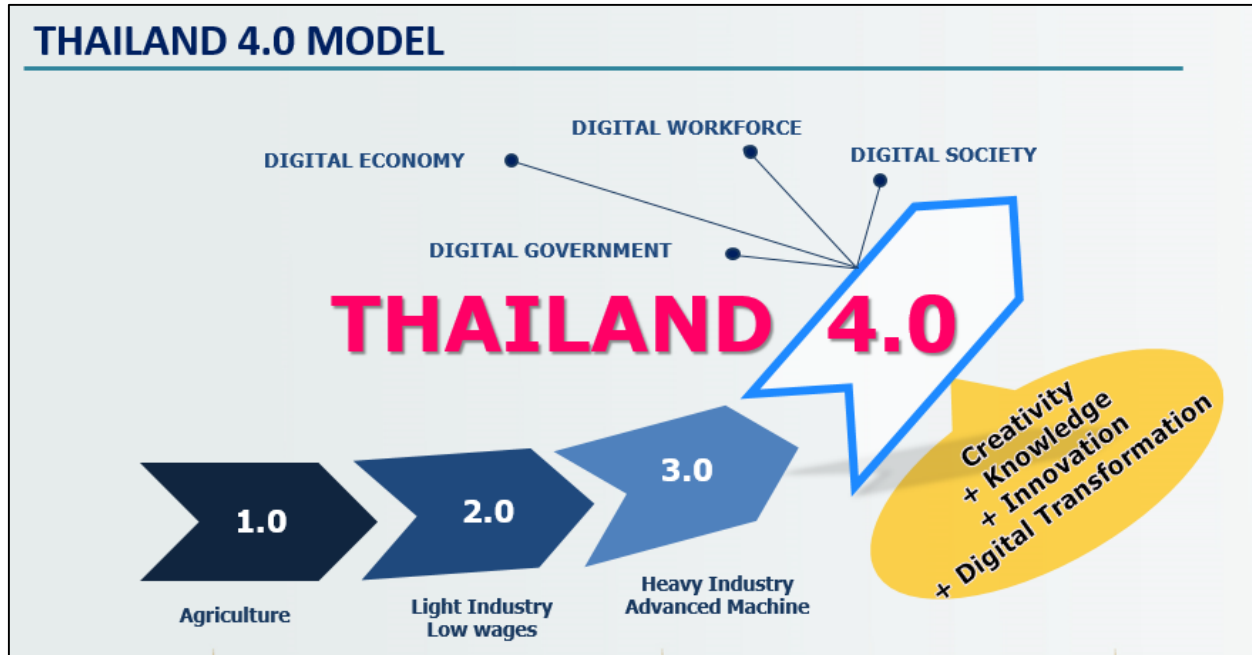 THAILAND 4.0 MODEL
DIGITAL WORKFORCE
DIGITAL ECONOMY
DIGITAL SOCIETY
DIGITAL GOVERNMENT
THAILAND 4.0
1.0
2.0
3.0
Agriculture
Light Industry
Low wages
Heavy Industry
Advanced Machine
Creativity
+ Knowledge
+ Innovation
+ Digital Transformation